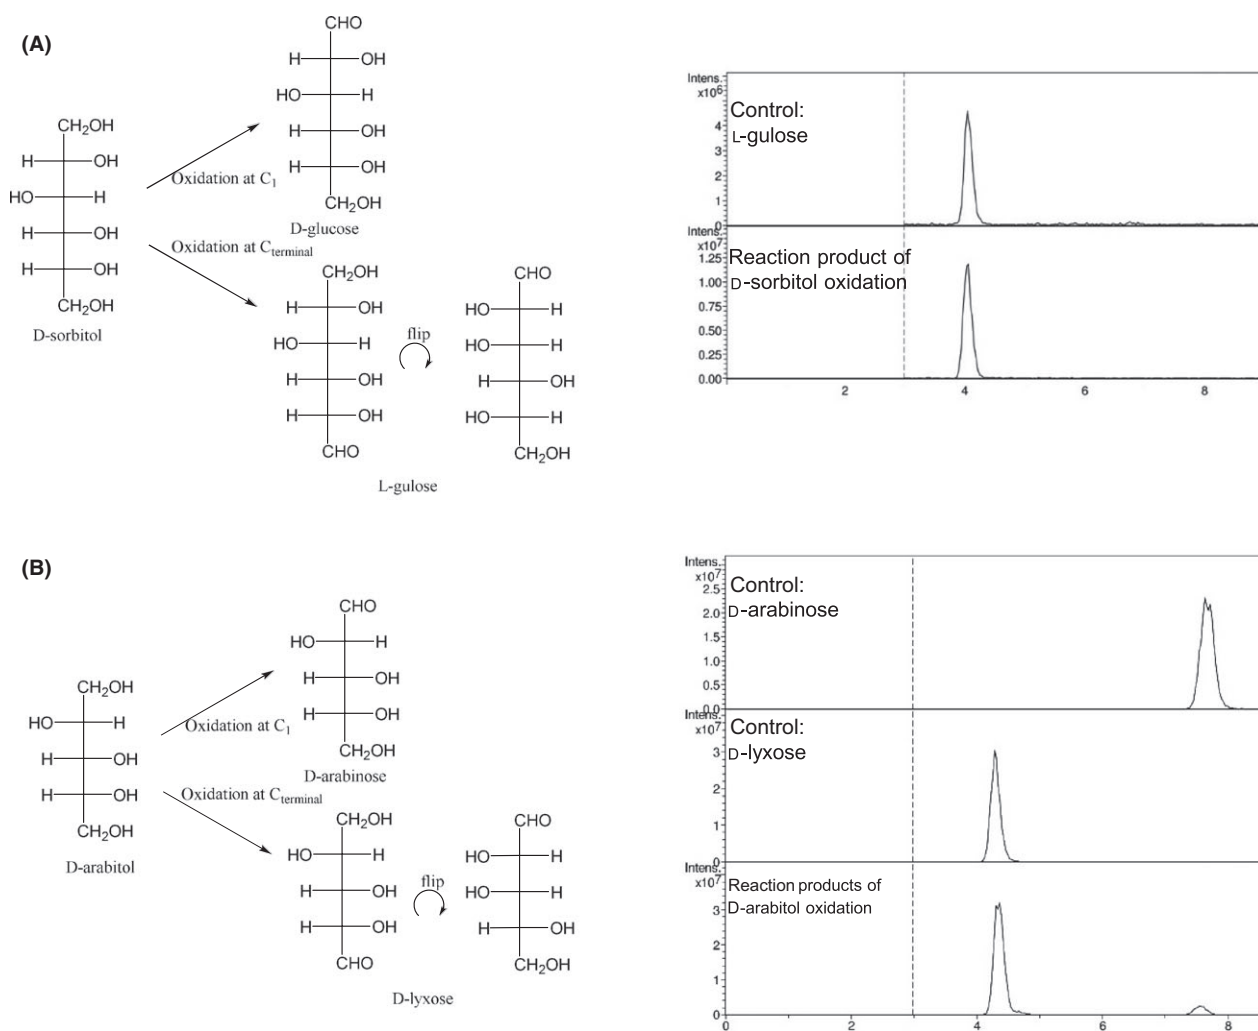 (A)
CHO
H OH
HO H
H OH
H OH
CH2OH
D-glucose
CH2OH
H OH
HO H
H OH
H OH
CH2OH
D-sorbitol
Oxidation at C1
Oxidation at Cterminal
CH2OH
H OH
HO H
H OH
H OH
CHO
flip
CHO
HO H
HO H
H OH
HO H
CH2OH
L-gulose
Intens.
x10^6
Control:
L-gulose
4
3
2
1
0
Intens.
x10^7
Reaction product of
D-sorbitol oxidation
1.25
1.00
0.75
0.50
0.25
0.00
2 4 6 8
(B)
CHO
HO H
H OH
H OH
CH2OH
D-arabinose
CH2OH
HO H
H OH
H OH
CH2OH
D-arabitol
Oxidation at C1
Oxidation at Cterminal
CH2OH
HO H
H OH
H OH
CHO
flip
CHO
HO H
HO H
H OH
CH2OH
D-lyxose
Intens.
x10^7
Control:
D-arabinose
2.5
2.0
1.5
1.0
0.5
0.0
Intens.
x10^7
Control:
D-lyxose
3
2
1
0
Intens.
x10^7
Reaction products of
D-arabitol oxidation
3
2
1
0
0 2 4 6 8